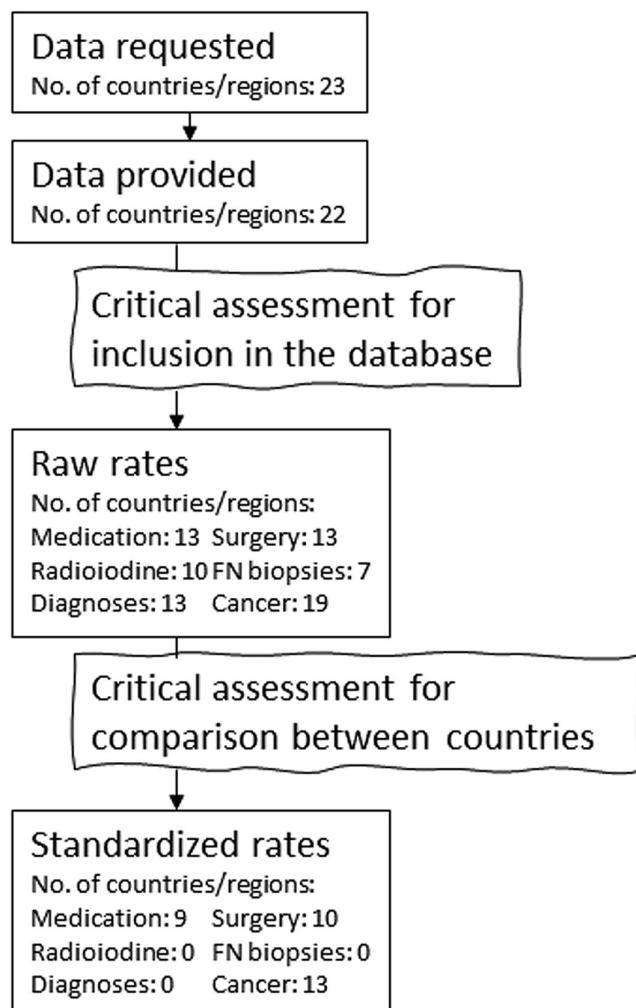 Data requested
No. of countries/regions: 23
Data provided
No. of countries/regions: 22
Critical assessment for
inclusion in the database
Raw rates
No. of countries/regions:
Medication: 13 Surgery: 13
Radioiodine: 10 FN biopsies: 7
Diagnoses: 13 Cancer: 19
Critical assessment for
comparison between countries
Standardized rates
No. of countries/regions:
Medication: 9 Surgery: 10
Radioiodine: 0 FN biopsies: 0
Diagnoses: 0 Cancer: 13